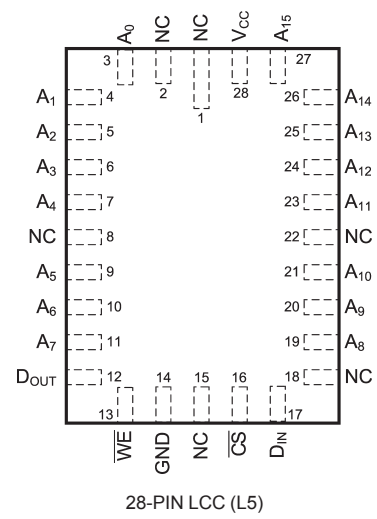 A0 NC NC VCC A15
3 2 1 28 27
A1 4 26 A14
A2 5 25 A13
A3 6 24 A12
A4 7 23 A11
NC 8 22 NC
A5 9 21 A10
A6 10 20 A9
A7 11 19 A8
DOUT 12 14 15 16 18 NC
13 17
W̅E̅ GND NC C̅S̅ DIN
28-PIN LCC (L5)